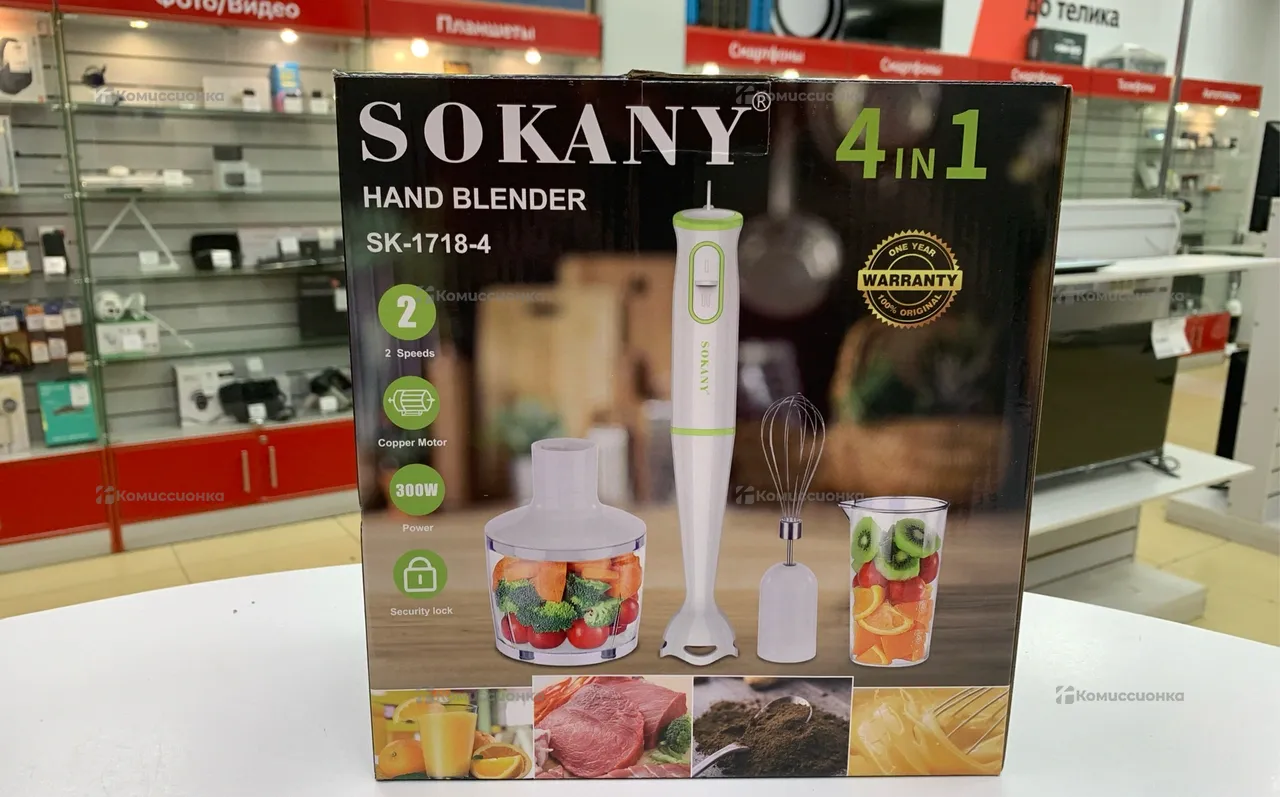 Фото/Видео
Планшеты
до телика
Смартфоны
Смартфоны
Смартфоны
Телефоны
Комиссионка
Комиссионка
SOKANY®
4 IN 1
HAND BLENDER
SK-1718-4
ONE YEAR
WARRANTY
100% ORIGINAL
2
2 Speeds
Комиссионка
Комиссионка
SOKANY
Copper Motor
300W
Power
Комиссионка
Комиссионка
Security lock
Комиссионка
Комиссионка